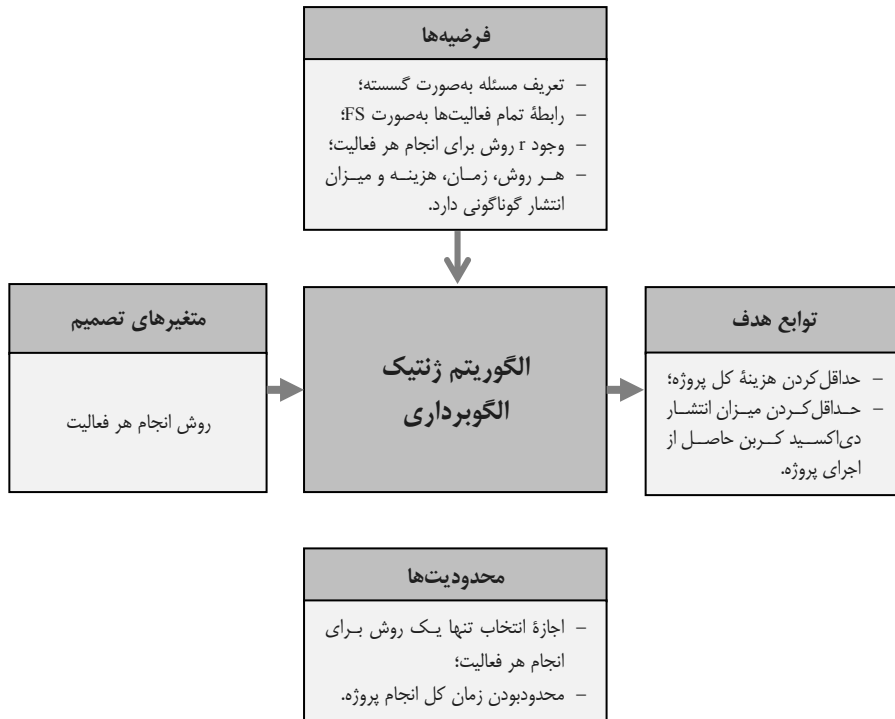 فرضیه‌ها
– تعریف مسئله به‌صورت گسسته؛
– رابطهٔ تمام فعالیت‌ها به‌صورت FS؛
– وجود r روش برای انجام هر فعالیت؛
– هر روش، زمان، هزینه و میزان
انتشار گوناگونی دارد.
متغیرهای تصمیم
روش انجام هر فعالیت
الگوریتم ژنتیک
الگوبرداری
توابع هدف
– حداقل‌کردن هزینهٔ کل پروژه؛
– حداقل‌کردن میزان انتشار
دی‌اکسید کربن حاصل از
اجرای پروژه.
محدودیت‌ها
– اجازهٔ انتخاب تنها یک روش برای
انجام هر فعالیت؛
– محدودبودن زمان کل انجام پروژه.